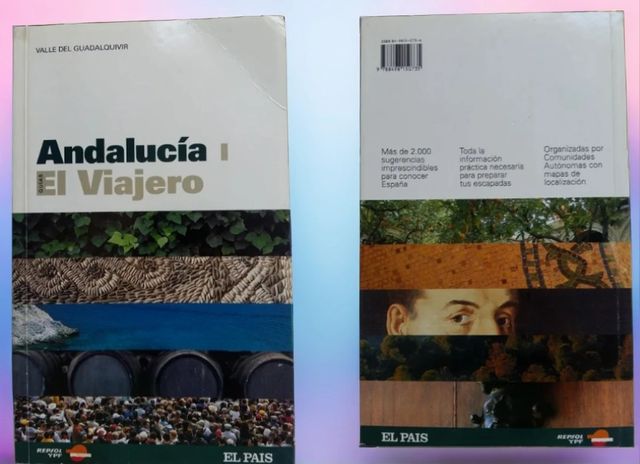 VALLE DEL GUADALQUIVIR
Andalucía I
GUÍAS
El Viajero
REPSOL
YPF
EL PAIS
Más de 2.000
sugerencias
imprescindibles
para conocer
España
Toda la
información
práctica necesaria
para preparar
tus escapadas
Organizadas por
Comunidades
Autónomas con
mapas de
localización
EL PAIS
REPSOL
YPF